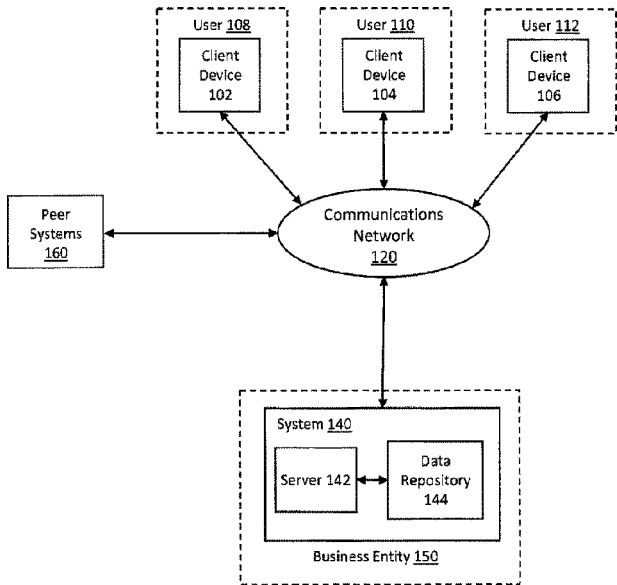 User 108
Client
Device
102
User 110
Client
Device
104
User 112
Client
Device
106
Peer
Systems
160
Communications
Network
120
System 140
Server 142
Data
Repository
144
Business Entity 150